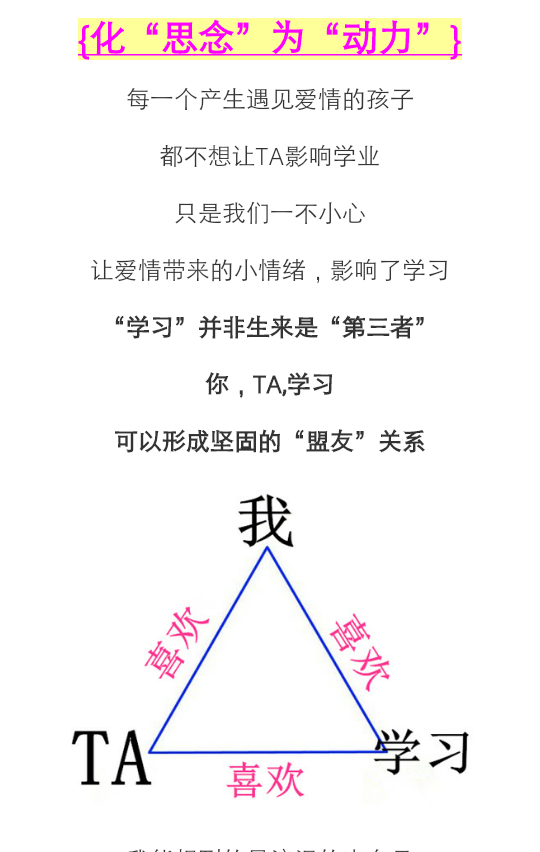 {化“思念”为“动力”}
每一个产生遇见爱情的孩子
都不想让TA影响学业
只是我们一不小心
让爱情带来的小情绪，影响了学习
“学习”并非生来是“第三者”
你，TA,学习
可以形成坚固的“盟友”关系
我
喜欢
喜欢
TA
学习
喜欢